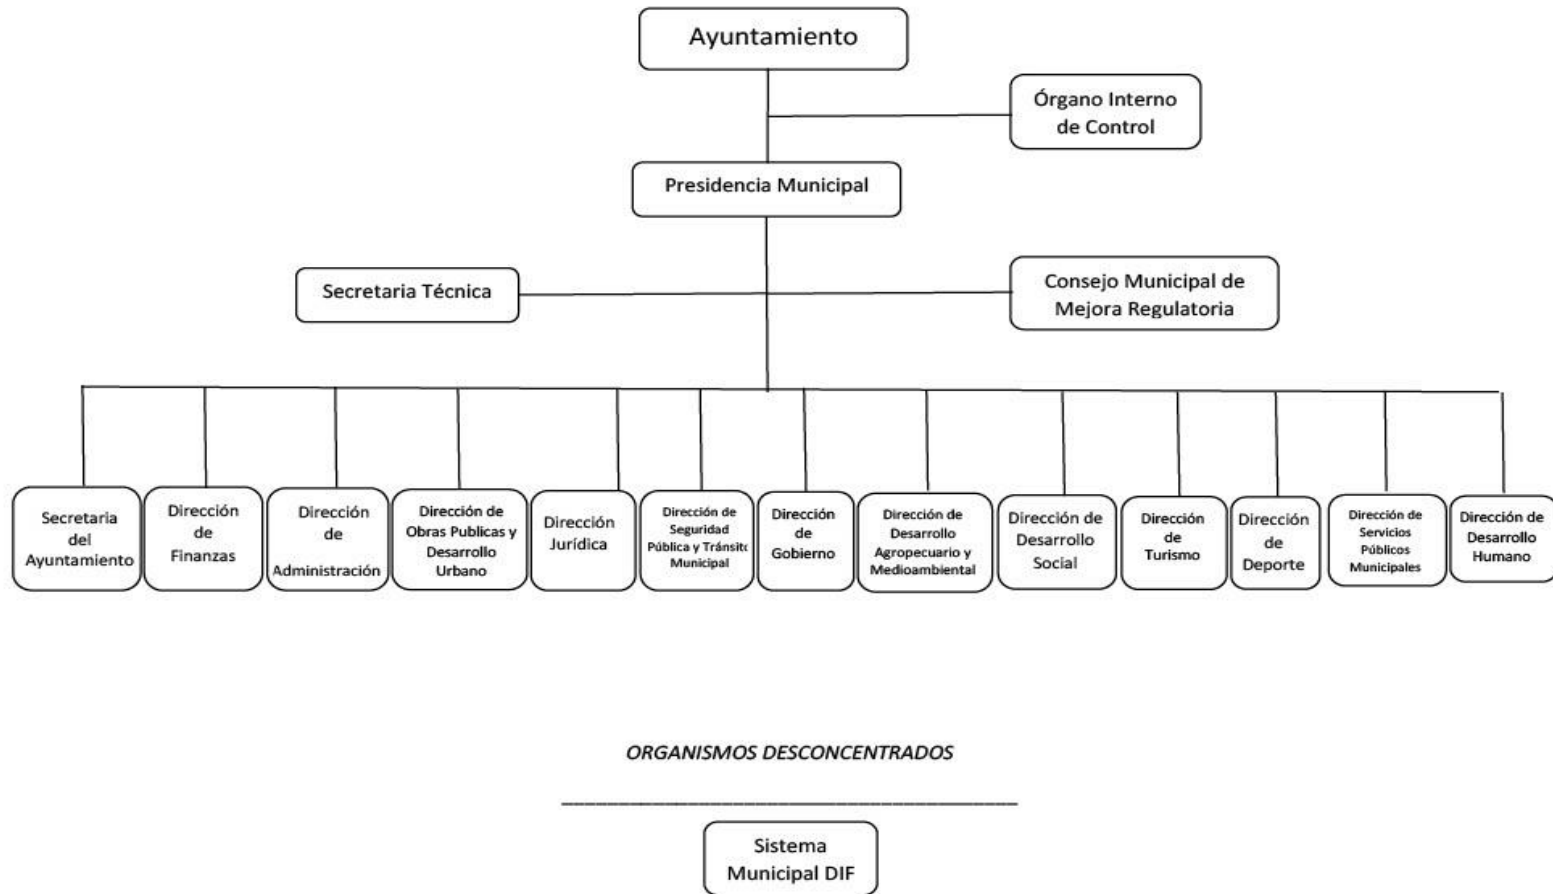 Ayuntamiento
Órgano Interno
de Control
Presidencia Municipal
Secretaria Técnica
Consejo Municipal de
Mejora Regulatoria
Secretaria
del
Ayuntamiento
Dirección
de
Finanzas
Dirección
de
Administración
Dirección de
Obras Publicas y
Desarrollo
Urbano
Dirección
Jurídica
Dirección de
Seguridad
Pública y Tránsito
Municipal
Dirección
de
Gobierno
Dirección de
Desarrollo
Agropecuario y
Medioambiental
Dirección de
Desarrollo
Social
Dirección
de
Turismo
Dirección
de
Deporte
Dirección de
Servicios
Públicos
Municipales
Dirección de
Desarrollo
Humano
ORGANISMOS DESCONCENTRADOS
Sistema
Municipal DIF